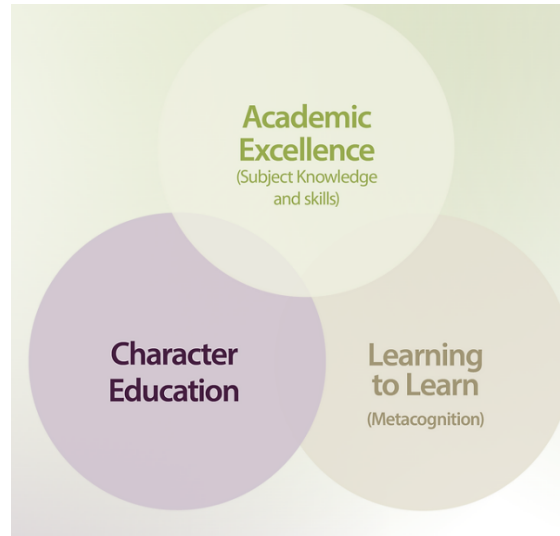 Academic
Excellence
(Subject Knowledge
and skills)
Character
Education
Learning
to Learn
(Metacognition)